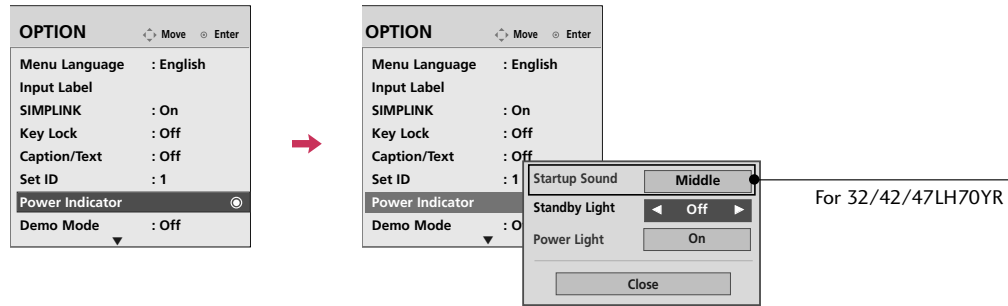 OPTION Move Enter
Menu Language : English
Input Label
SIMPLINK : On
Key Lock : Off
Caption/Text : Off
Set ID : 1
Power Indicator
Demo Mode : Off
OPTION Move Enter
Menu Language : English
Input Label
SIMPLINK : On
Key Lock : Off
Caption/Text : Off
Set ID : 1
Power Indicator
Demo Mode : O
Startup Sound Middle
Standby Light ◀ Off ▶
Power Light On
Close
For 32/42/47LH70YR